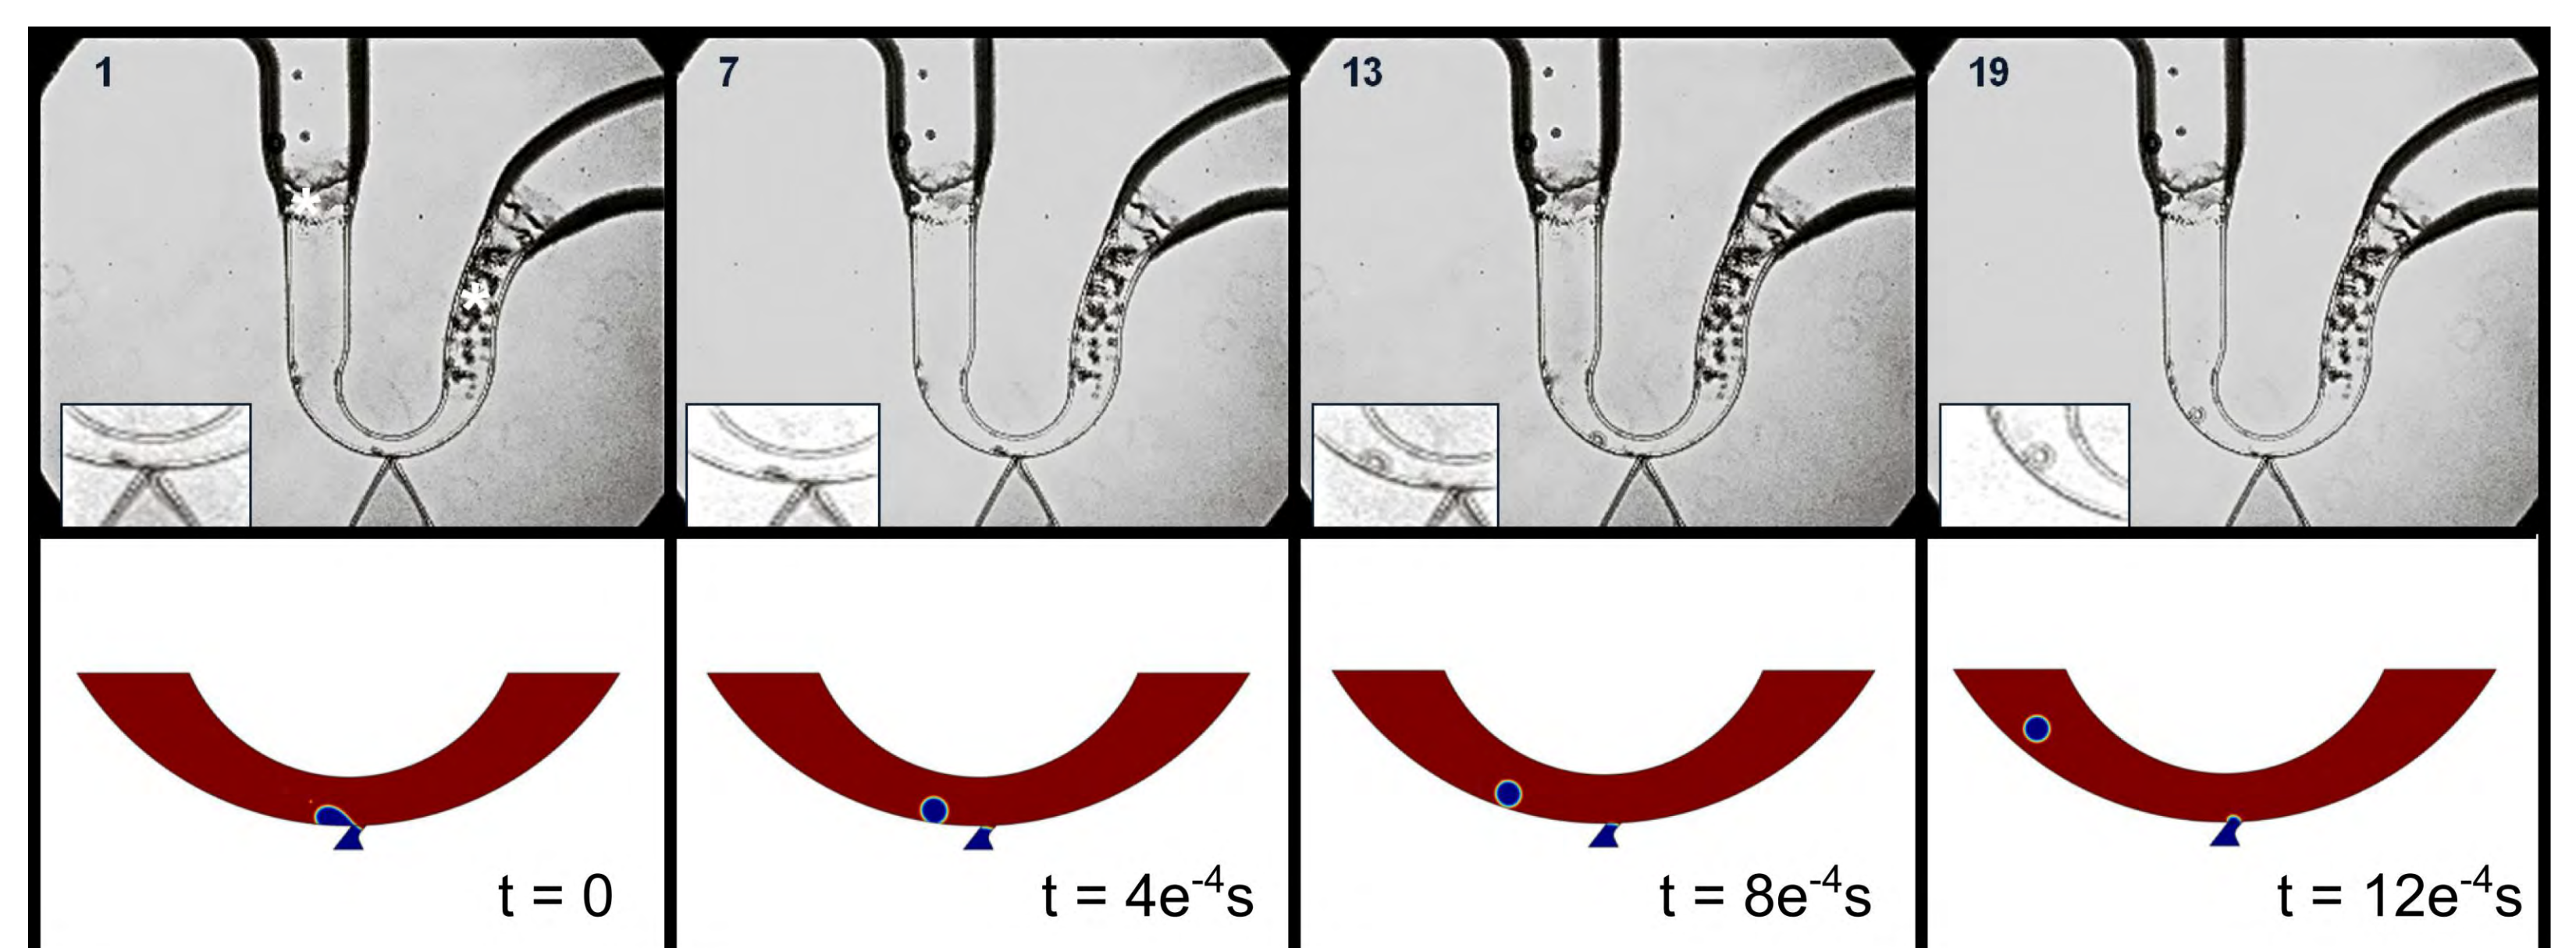 1
7
13
19
*
*
t = 0
t = 4e⁻⁴s
t = 8e⁻⁴s
t = 12e⁻⁴s